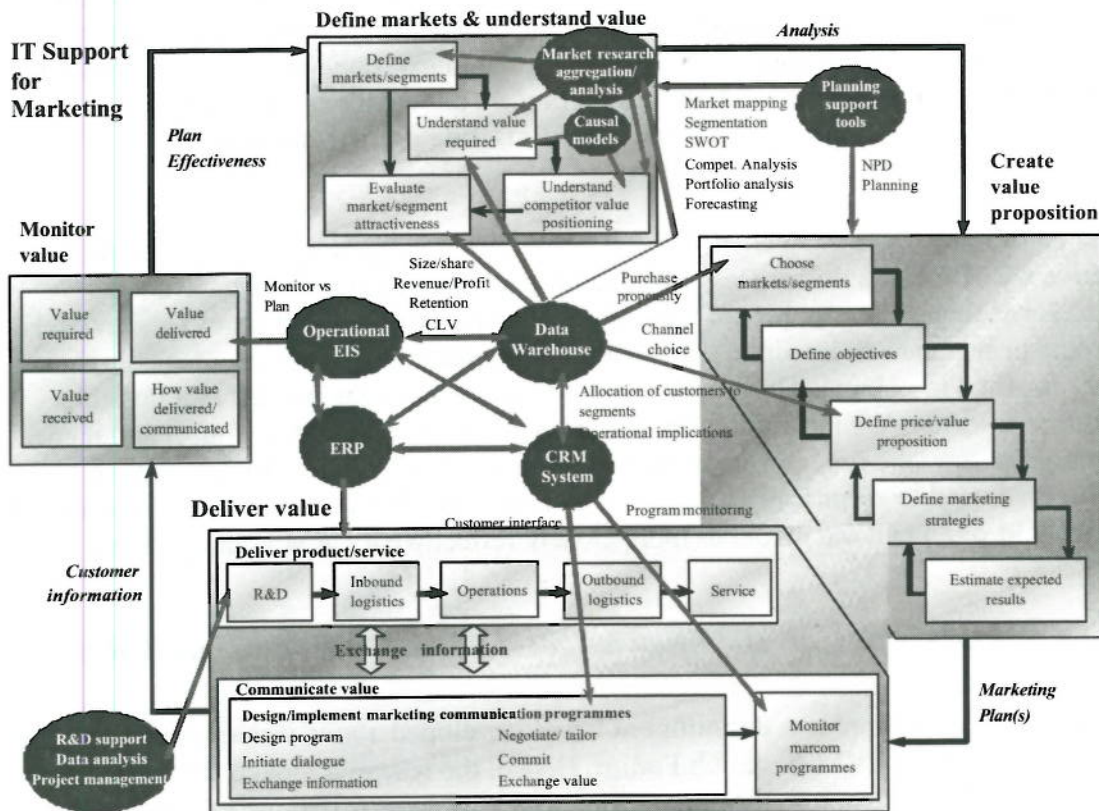 IT Support
for
Marketing
Define markets & understand value
Define
markets/segments
Market research
aggregation/
analysis
Understand value
required
Causal
models
Evaluate
market/segment
attractiveness
Understand
competitor value
positioning
Analysis
Planning
support
tools
Market mapping
Segmentation
SWOT
Compet. Analysis
Portfolio analysis
Forecasting
NPD
Planning
Plan
Effectiveness
Create
value
proposition
Choose
markets/segments
Define objectives
Define price/value
proposition
Define marketing
strategies
Estimate expected
results
Monitor
value
Value
required
Value
delivered
Value
received
How value
delivered/
communicated
Monitor vs
Plan
Size/share
Revenue/Profit
Retention
CLV
Purchase
propensity
Channel
choice
Operational
EIS
Data
Warehouse
ERP
CRM
System
Allocation of customers to
segments
Operational implications
Customer interface
Program monitoring
Deliver value
Deliver product/service
R&D
Inbound
logistics
Operations
Outbound
logistics
Service
Exchange information
Communicate value
Design/implement marketing communication programmes
Design program
Initiate dialogue
Exchange information
Negotiate/ tailor
Commit
Exchange value
Monitor
marcom
programmes
Customer
information
Marketing
Plan(s)
R&D support
Data analysis
Project management